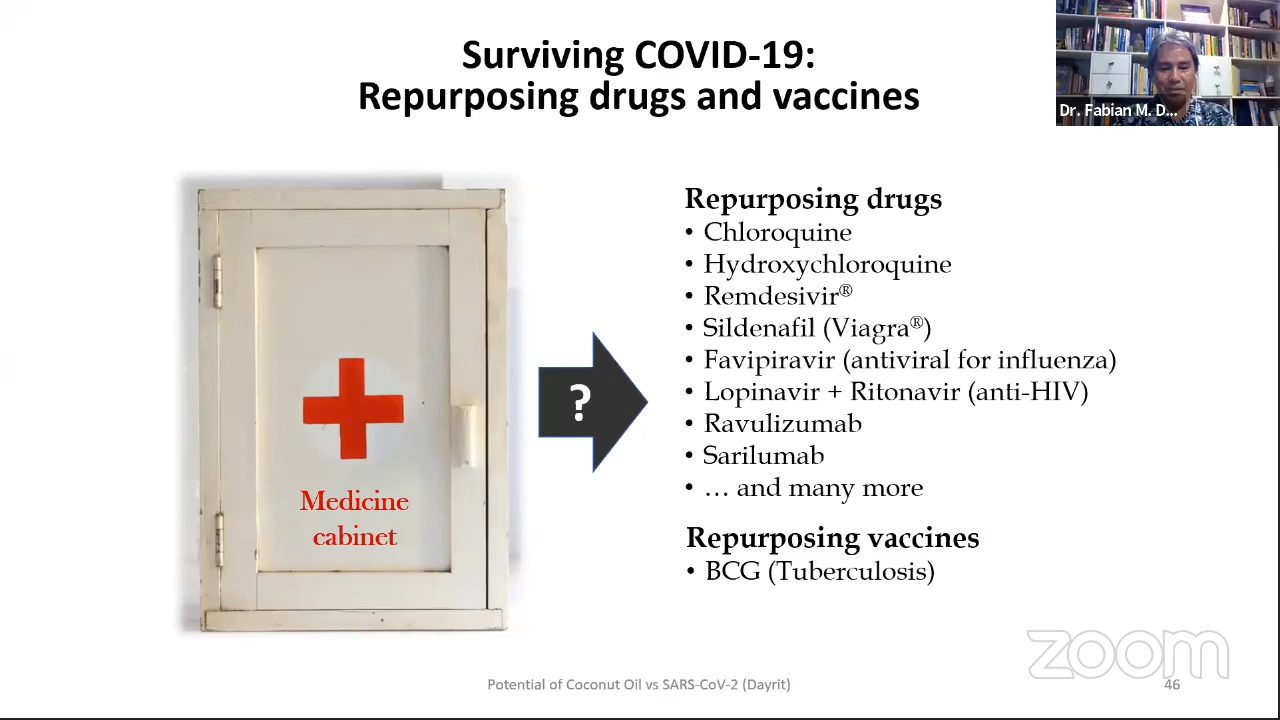 Surviving COVID-19:
Repurposing drugs and vaccines
Dr. Fabian M. D...
Medicine
cabinet
?
Repurposing drugs
• Chloroquine
• Hydroxychloroquine
• Remdesivir®
• Sildenafil (Viagra®)
• Favipiravir (antiviral for influenza)
• Lopinavir + Ritonavir (anti-HIV)
• Ravulizumab
• Sarilumab
• … and many more
Repurposing vaccines
• BCG (Tuberculosis)
zoom
Potential of Coconut Oil vs SARS-CoV-2 (Dayrit)
46